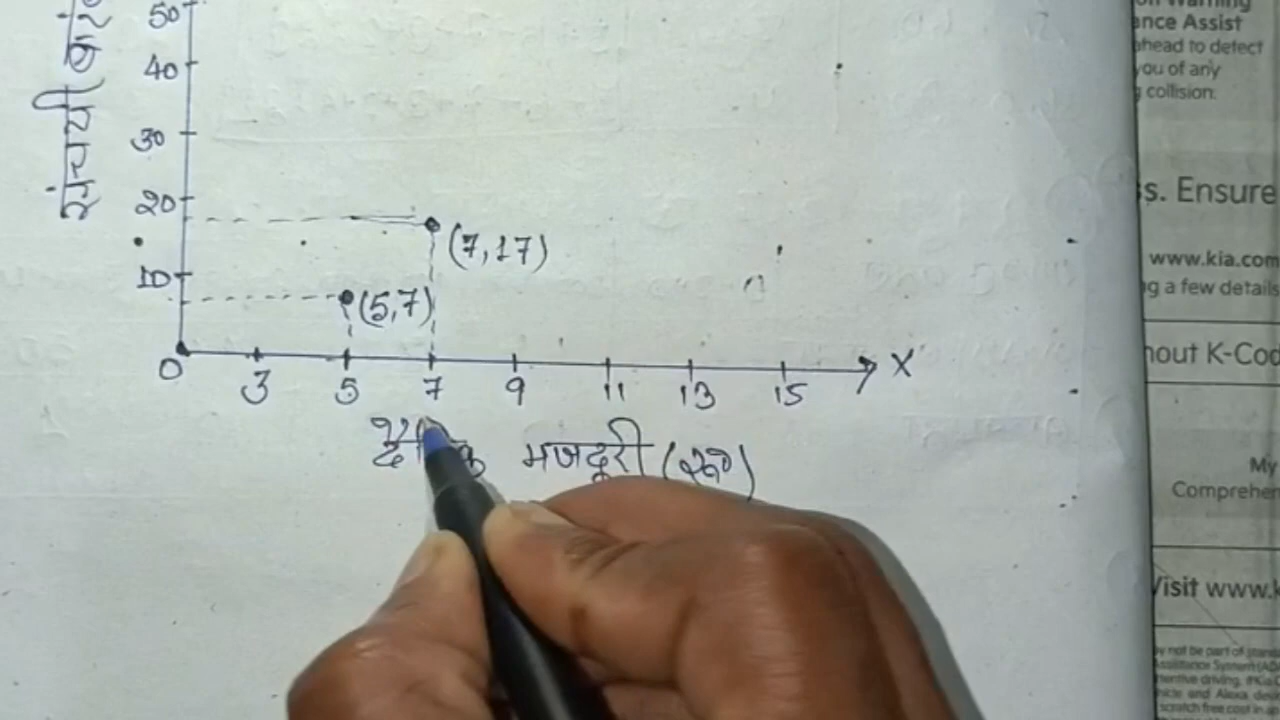 50
40
30
20
10
संचयी
(7,17)
(5,7)
0 3 5 7 9 11 13 15 X
मजदूरी (रू०)
ance Assist
ahead to detect
you of any
collision.
s. Ensure
www.kia.com
g a few details
hout K-Cod
My
Comprehen
Visit www.k